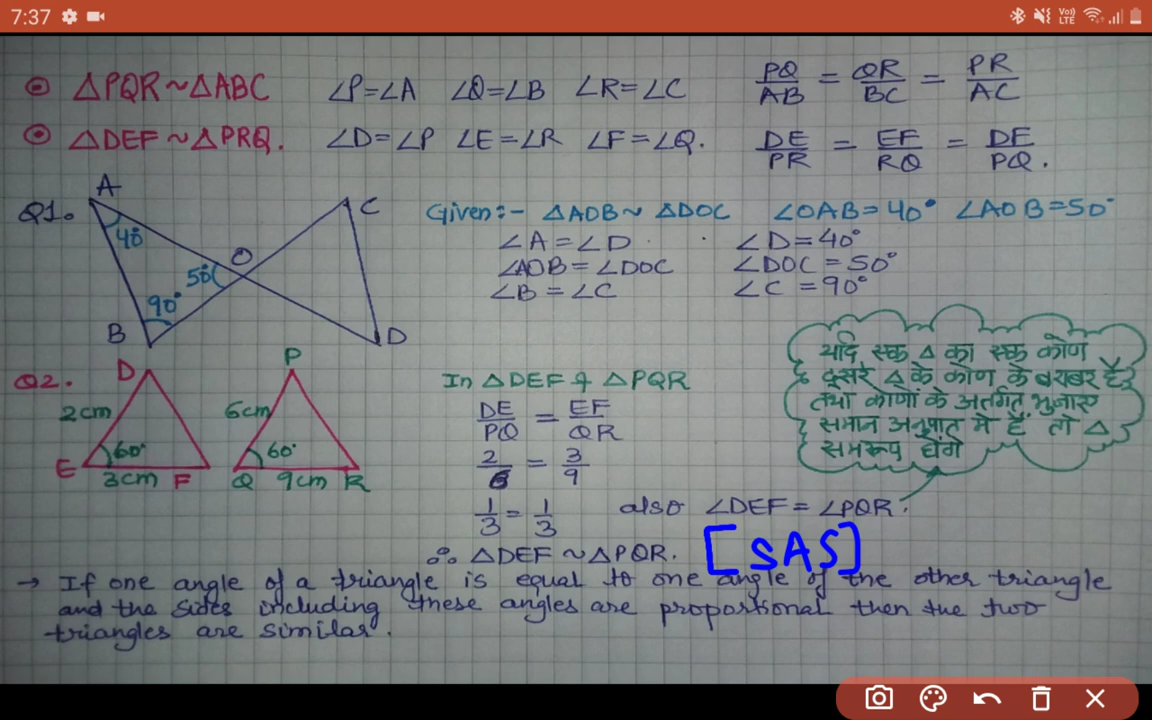 7:37 Vo)) LTE
⊙ △PQR ~ △ABC ∠P=∠A ∠Q=∠B ∠R=∠C PQ/AB = QR/BC = PR/AC
⊙ △DEF ~ △PRQ. ∠D=∠P ∠E=∠R ∠F=∠Q. DE/PR = EF/RQ = DF/PQ.
Q1. A C O B D 40 50° 90°
Given:- △AOB ~ △DOC ∠OAB=40° ∠AOB=50°
∠A=∠D. ∠D=40°
∠AOB=∠DOC ∠DOC=50°
∠B=∠C ∠C=90°
Q2. D 2cm 60° E 3cm F
P 6cm 60° Q 9cm R
In △DEF & △PQR
DE/PQ = EF/QR
2/6 = 3/9
1/3 = 1/3 also ∠DEF = ∠PQR.
∴ △DEF ~ △PQR. [SAS]
यदि एक △ का एक कोण
दूसरे △ के कोण के बराबर है
तथा कोणों के अंतर्गत भुजाएं
समान अनुपात मे हैं तो △
समरूप होंगे
→ If one angle of a triangle is equal to one angle of the other triangle
and the sides including these angles are proportional then the two
triangles are similar.